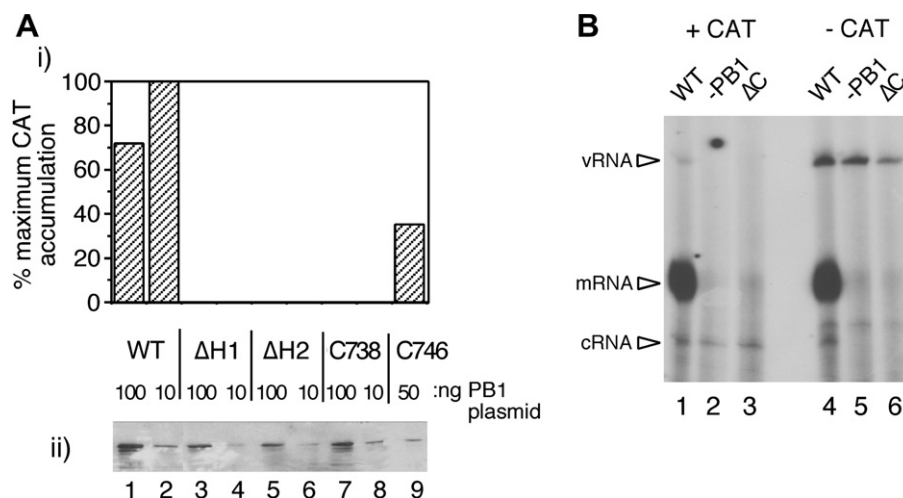 A
i)
% maximum CAT
accumulation
100
80
60
40
20
0
WT ΔH1 ΔH2 C738 C746
100 10 100 10 100 10 100 10 50 :ng PB1
plasmid
ii)
1 2 3 4 5 6 7 8 9
B
+ CAT - CAT
WT -PB1 ΔC WT -PB1 ΔC
vRNA
mRNA
cRNA
1 2 3 4 5 6